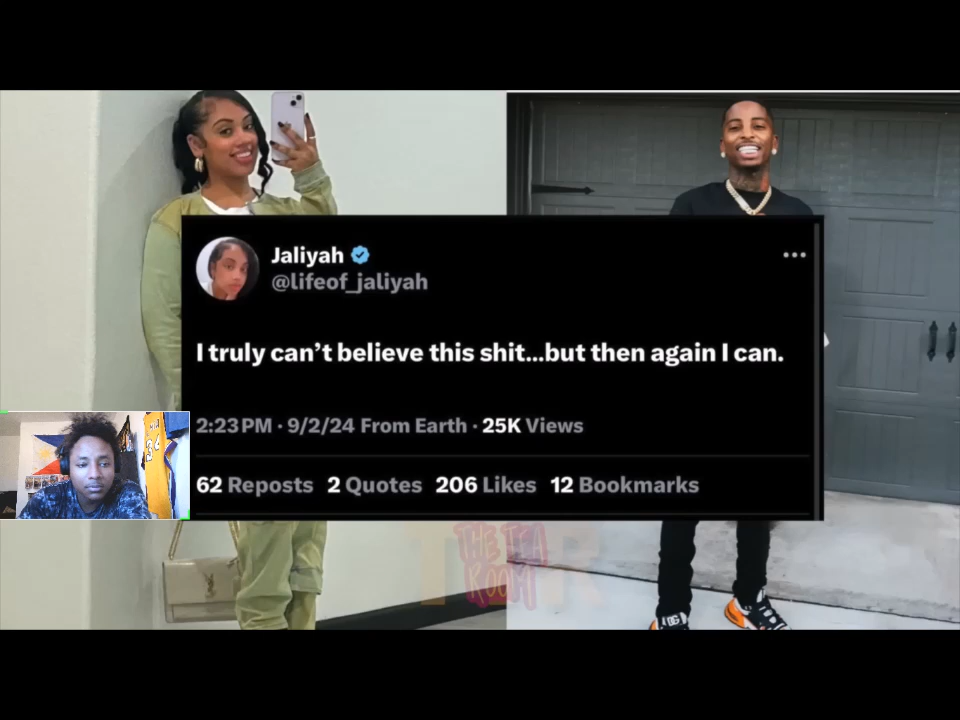 Jaliyah
@lifeof_jaliyah
I truly can't believe this shit...but then again I can.
2:23 PM · 9/2/24 From Earth · 25K Views
62 Reposts 2 Quotes 206 Likes 12 Bookmarks
THE TEA
ROOM
34